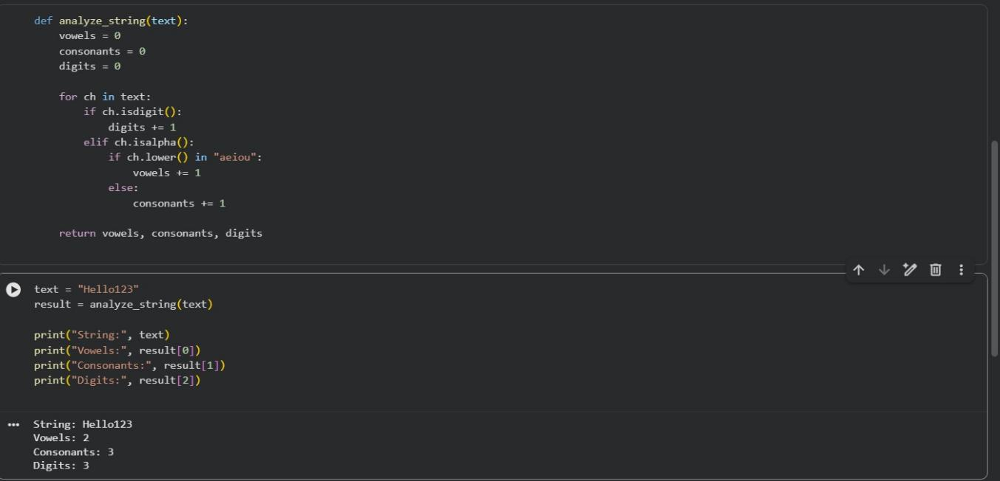 def analyze_string(text):
    vowels = 0
    consonants = 0
    digits = 0

    for ch in text:
        if ch.isdigit():
            digits += 1
        elif ch.isalpha():
            if ch.lower() in "aeiou":
                vowels += 1
            else:
                consonants += 1

    return vowels, consonants, digits

text = "Hello123"
result = analyze_string(text)

print("String:", text)
print("Vowels:", result[0])
print("Consonants:", result[1])
print("Digits:", result[2])

String: Hello123
Vowels: 2
Consonants: 3
Digits: 3